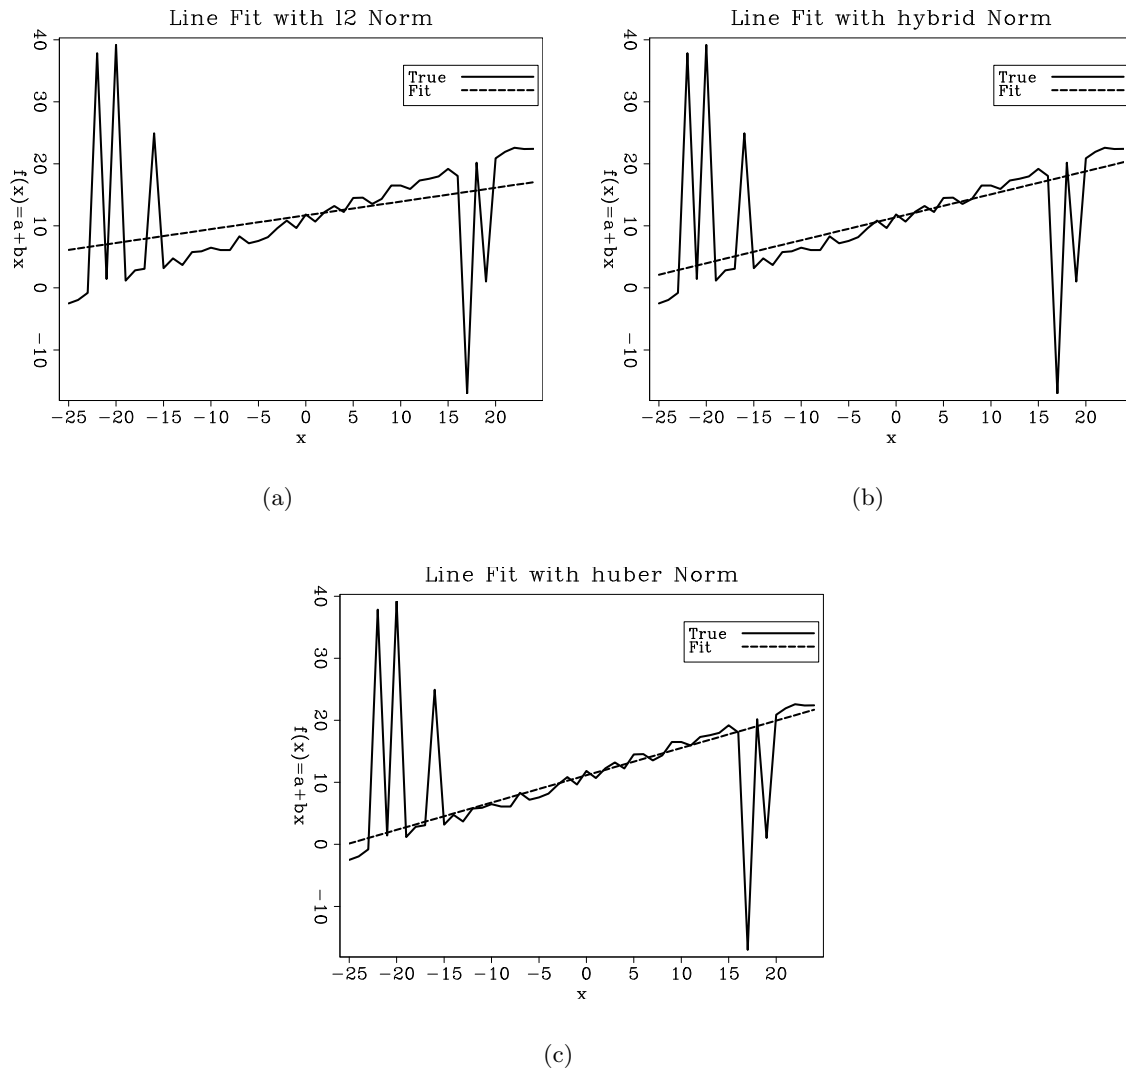 Line Fit with l2 Norm
40
30
20
10
0
−10
f(x)=a+bx
True
Fit
−25 −20 −15 −10 −5 0 5 10 15 20
x
(a)
Line Fit with hybrid Norm
40
30
20
10
0
−10
f(x)=a+bx
True
Fit
−25 −20 −15 −10 −5 0 5 10 15 20
x
(b)
Line Fit with huber Norm
40
30
20
10
0
−10
f(x)=a+bx
True
Fit
−25 −20 −15 −10 −5 0 5 10 15 20
x
(c)